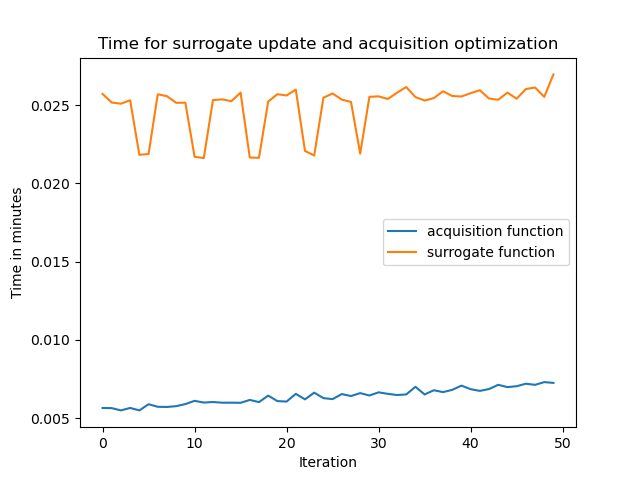 Time for surrogate update and acquisition optimization
0.025
0.020
0.015
0.010
0.005
Time in minutes
acquisition function
surrogate function
0 10 20 30 40 50
Iteration